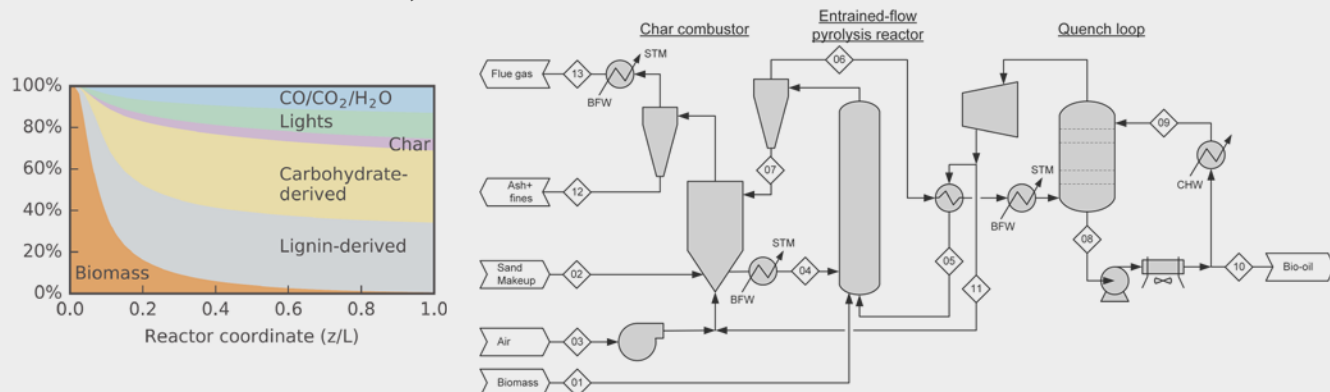 100%
80%
60%
40%
20%
0%
CO/CO₂/H₂O
Lights
Char
Carbohydrate-
derived
Lignin-derived
Biomass
0.0 0.2 0.4 0.6 0.8 1.0
Reactor coordinate (z/L)
Char combustor
Entrained-flow
pyrolysis reactor
Quench loop
Flue gas
13
STM
BFW
06
07
Ash+
fines
12
Sand
Makeup
02
STM
04
BFW
Air
03
Biomass
01
05
11
STM
BFW
09
CHW
08
10
Bio-oil